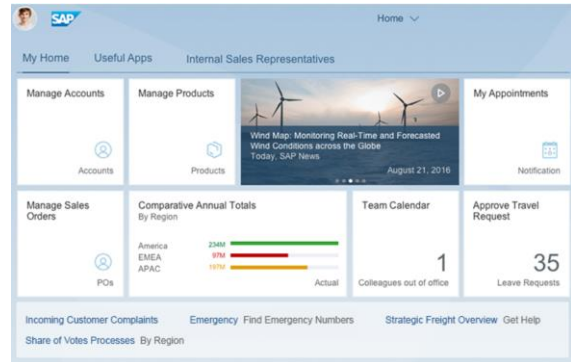 SAP
Home
My Home Useful Apps Internal Sales Representatives
Manage Accounts
Accounts
Manage Products
Products
Wind Map: Monitoring Real-Time and Forecasted
Wind Conditions across the Globe
Today, SAP News
August 21, 2016
My Appointments
Notification
Manage Sales
Orders
POs
Comparative Annual Totals
By Region
America 234M
EMEA 97M
APAC 197M
Actual
Team Calendar
1
Colleagues out of office
Approve Travel
Request
35
Leave Requests
Incoming Customer Complaints Emergency Find Emergency Numbers Strategic Freight Overview Get Help
Share of Votes Processes By Region